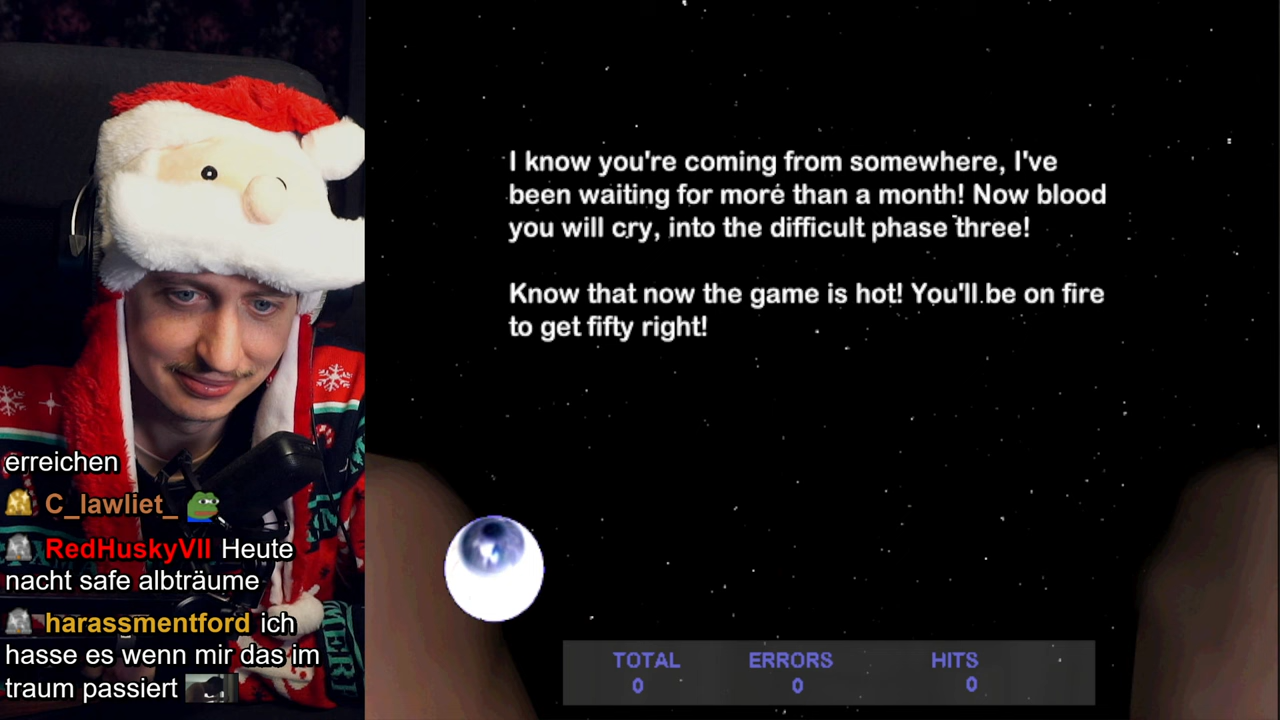 erreichen
C_lawliet_
RedHuskyVII Heute
nacht safe albträume
harassmentford ich
hasse es wenn mir das im
traum passiert
I know you're coming from somewhere, I've
been waiting for more than a month! Now blood
you will cry, into the difficult phase three!
Know that now the game is hot! You'll be on fire
to get fifty right!
TOTAL ERRORS HITS
0 0 0